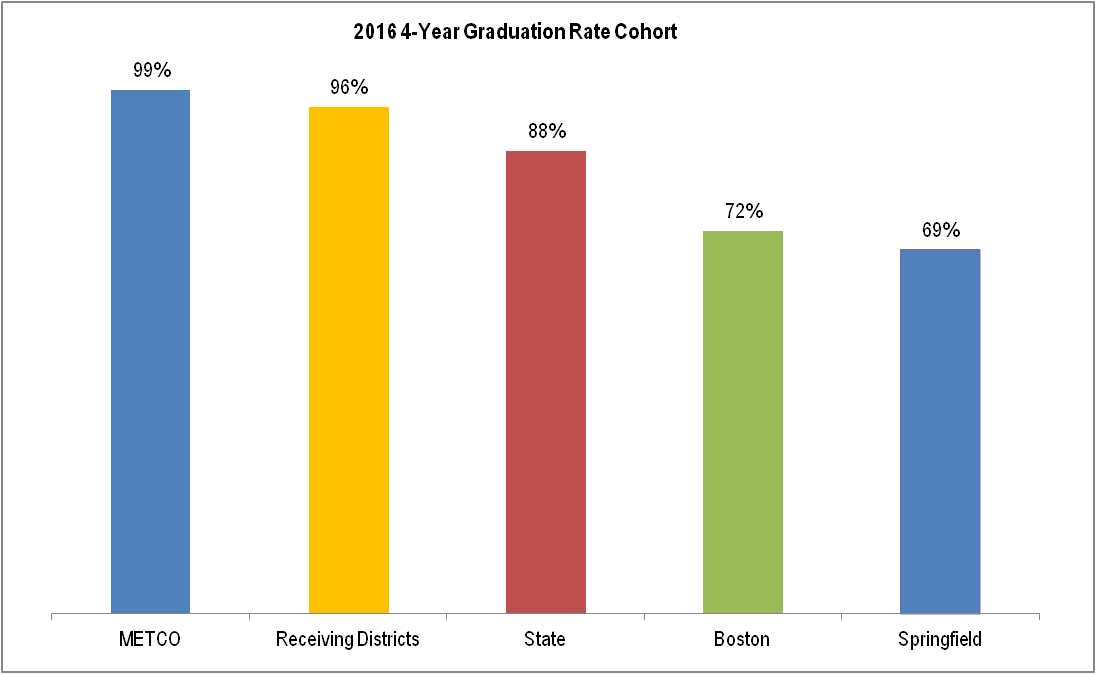 2016 4-Year Graduation Rate Cohort
99%
96%
88%
72%
69%
METCO
Receiving Districts
State
Boston
Springfield